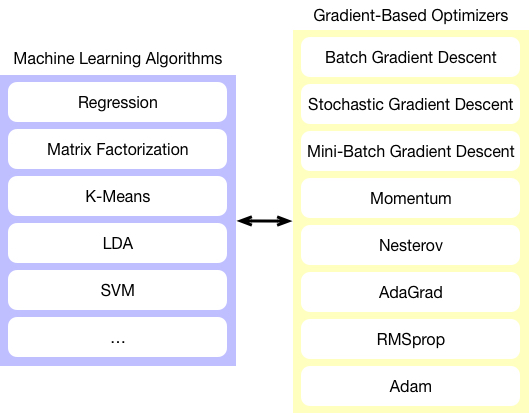 Machine Learning Algorithms
Regression
Matrix Factorization
K-Means
LDA
SVM
...
Gradient-Based Optimizers
Batch Gradient Descent
Stochastic Gradient Descent
Mini-Batch Gradient Descent
Momentum
Nesterov
AdaGrad
RMSprop
Adam